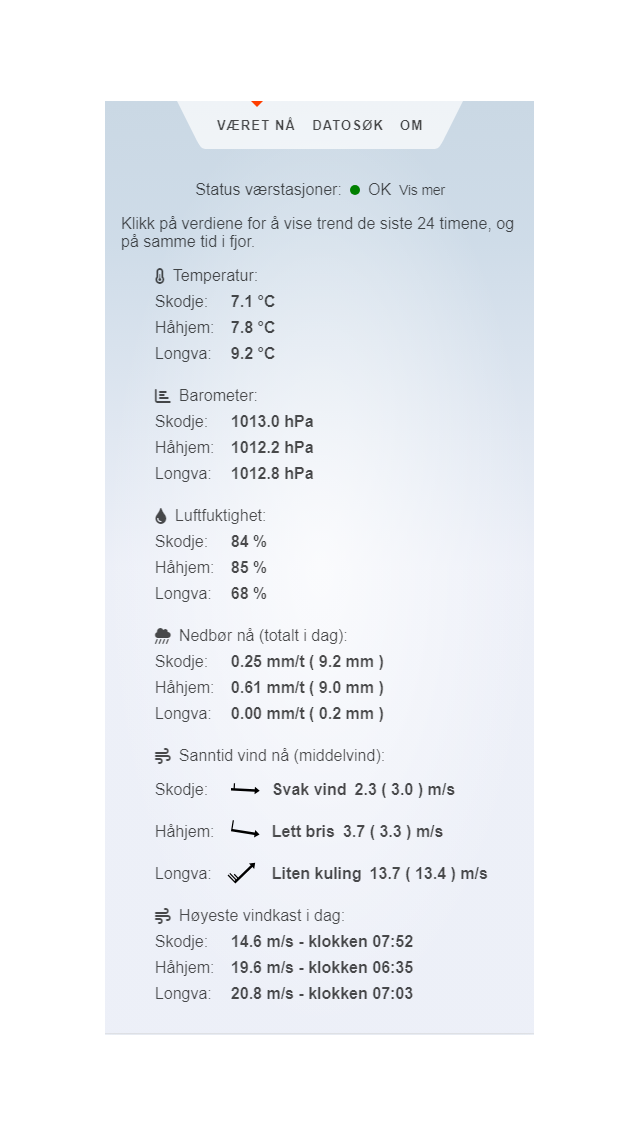 VÆRET NÅ DATOSØK OM
Status værstasjoner: OK Vis mer
Klikk på verdiene for å vise trend de siste 24 timene, og
på samme tid i fjor.
Temperatur:
Skodje: 7.1 °C
Håhjem: 7.8 °C
Longva: 9.2 °C
Barometer:
Skodje: 1013.0 hPa
Håhjem: 1012.2 hPa
Longva: 1012.8 hPa
Luftfuktighet:
Skodje: 84 %
Håhjem: 85 %
Longva: 68 %
Nedbør nå (totalt i dag):
Skodje: 0.25 mm/t ( 9.2 mm )
Håhjem: 0.61 mm/t ( 9.0 mm )
Longva: 0.00 mm/t ( 0.2 mm )
Sanntid vind nå (middelvind):
Skodje: Svak vind 2.3 ( 3.0 ) m/s
Håhjem: Lett bris 3.7 ( 3.3 ) m/s
Longva: Liten kuling 13.7 ( 13.4 ) m/s
Høyeste vindkast i dag:
Skodje: 14.6 m/s - klokken 07:52
Håhjem: 19.6 m/s - klokken 06:35
Longva: 20.8 m/s - klokken 07:03